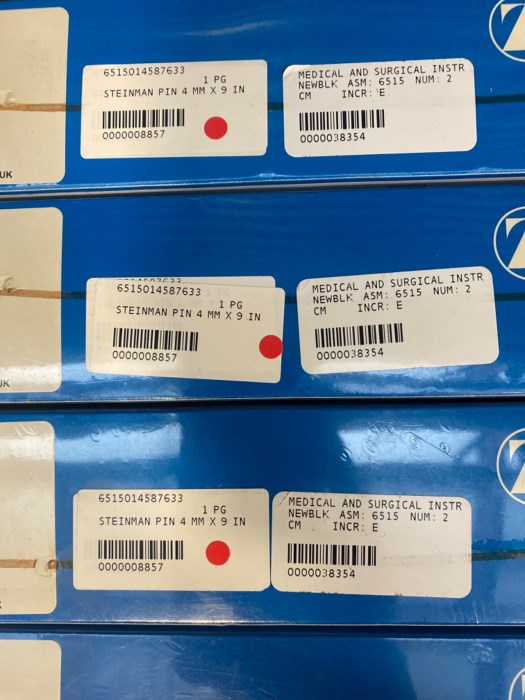 6515014587633
1 PG
STEINMAN PIN 4 MM X 9 IN
0000008857
MEDICAL AND SURGICAL INSTR
NEWBLK ASM: 6515 NUM: 2
CM INCR: E
0000038354
UK
Z
6515014587633
1 PG
STEINMAN PIN 4 MM X 9 IN
0000008857
MEDICAL AND SURGICAL INSTR
NEWBLK ASM: 6515 NUM: 2
CM INCR: E
0000038354
UK
Z
6515014587633
1 PG
STEINMAN PIN 4 MM X 9 IN
0000008857
MEDICAL AND SURGICAL INSTR
NEWBLK ASM: 6515 NUM: 2
CM INCR: E
0000038354
Z